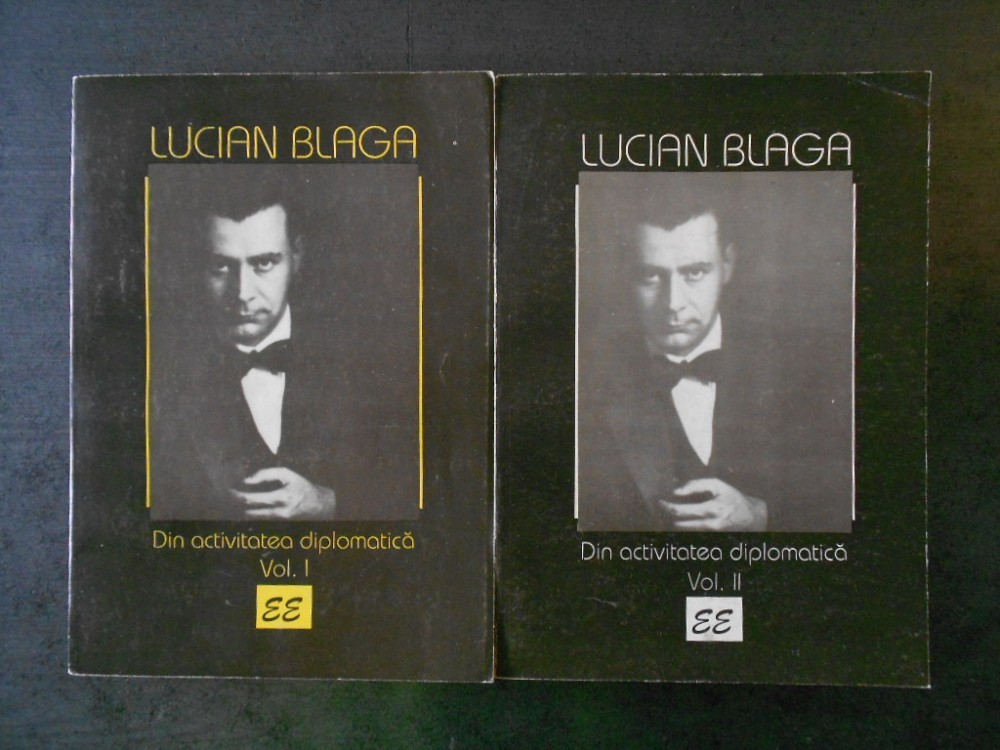 LUCIAN BLAGA
Din activitatea diplomatică
Vol. I
EE
LUCIAN BLAGA
Din activitatea diplomatică
Vol. II
EE